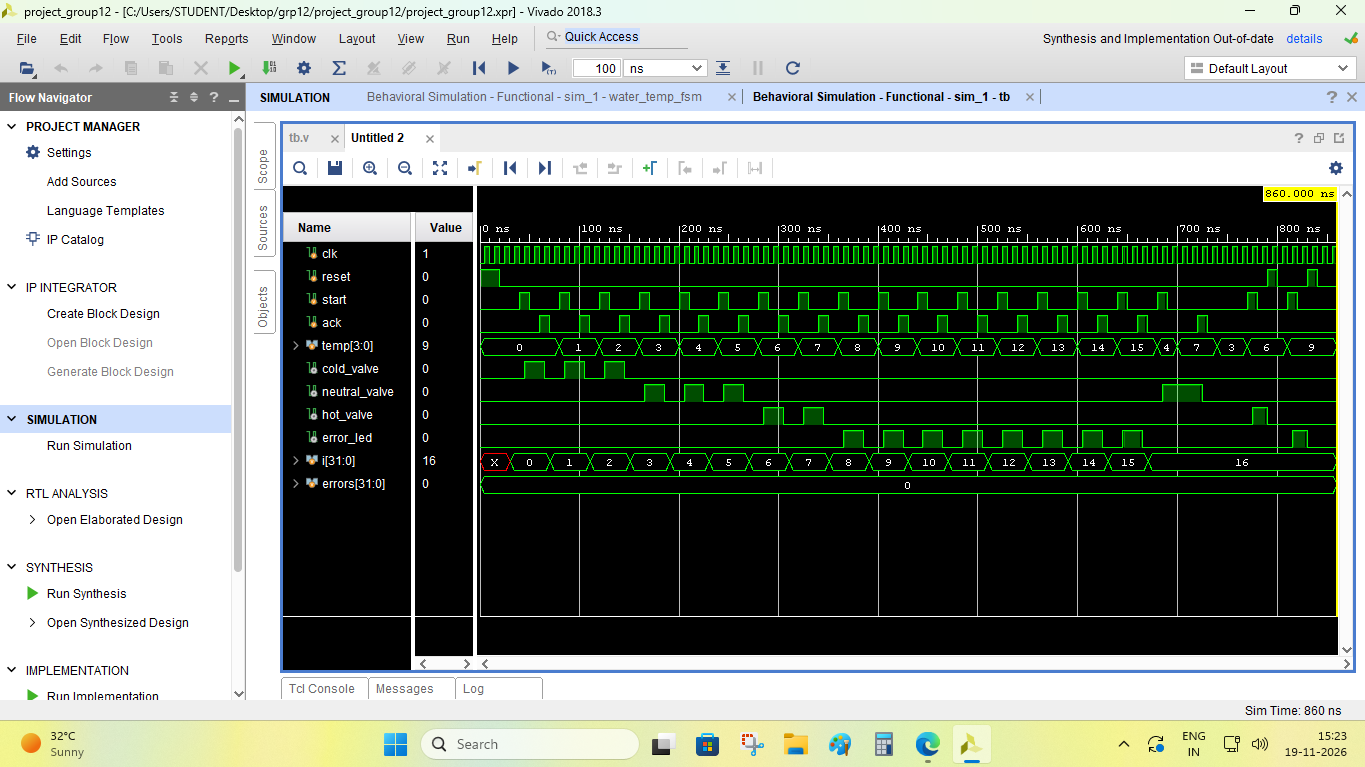 project_group12 - [C:/Users/STUDENT/Desktop/grp12/project_group12/project_group12.xpr] - Vivado 2018.3
File Edit Flow Tools Reports Window Layout View Run Help Quick Access Synthesis and Implementation Out-of-date details
100 ns Default Layout
Flow Navigator
SIMULATION Behavioral Simulation - Functional - sim_1 - water_temp_fsm Behavioral Simulation - Functional - sim_1 - tb
PROJECT MANAGER
Settings
Add Sources
Language Templates
IP Catalog
IP INTEGRATOR
Create Block Design
Open Block Design
Generate Block Design
SIMULATION
Run Simulation
RTL ANALYSIS
Open Elaborated Design
SYNTHESIS
Run Synthesis
Open Synthesized Design
IMPLEMENTATION
Run Implementation
Scope
Sources
Objects
tb.v Untitled 2
860.000 ns
Name Value 0 ns 100 ns 200 ns 300 ns 400 ns 500 ns 600 ns 700 ns 800 ns
clk 1
reset 0
start 0
ack 0
temp[3:0] 9 0 1 2 3 4 5 6 7 8 9 10 11 12 13 14 15 4 7 3 6 9
cold_valve 0
neutral_valve 0
hot_valve 0
error_led 0
i[31:0] 16 X 0 1 2 3 4 5 6 7 8 9 10 11 12 13 14 15 16
errors[31:0] 0 0
Tcl Console Messages Log
Sim Time: 860 ns
32°C
Sunny
Search
ENG
IN
15:23
19-11-2026